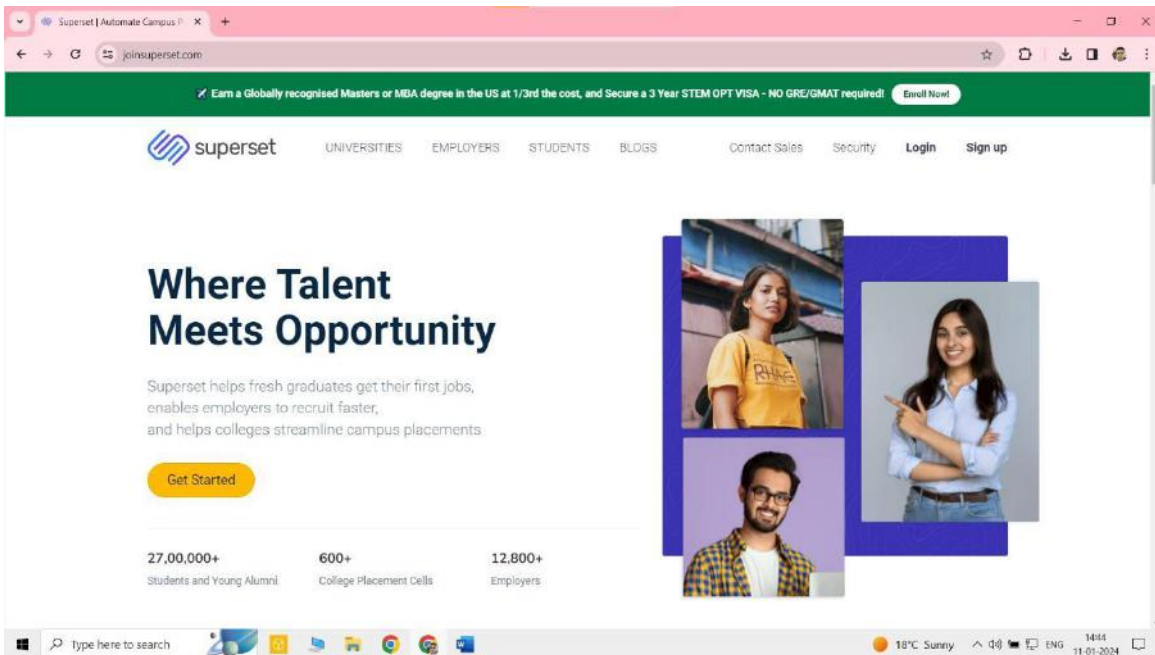 Superset | Automate Campus P
joinsuperset.com
Earn a Globally recognised Masters or MBA degree in the US at 1/3rd the cost, and Secure a 3 Year STEM OPT VISA - NO GRE/GMAT required! Enroll Now!
superset UNIVERSITIES EMPLOYERS STUDENTS BLOGS Contact Sales Security Login Sign up
Where Talent
Meets Opportunity
Superset helps fresh graduates get their first jobs,
enables employers to recruit faster,
and helps colleges streamline campus placements
Get Started
27,00,000+ 600+ 12,800+
Students and Young Alumni College Placement Cells Employers
Type here to search 18°C Sunny ENG 14:44
11-01-2024